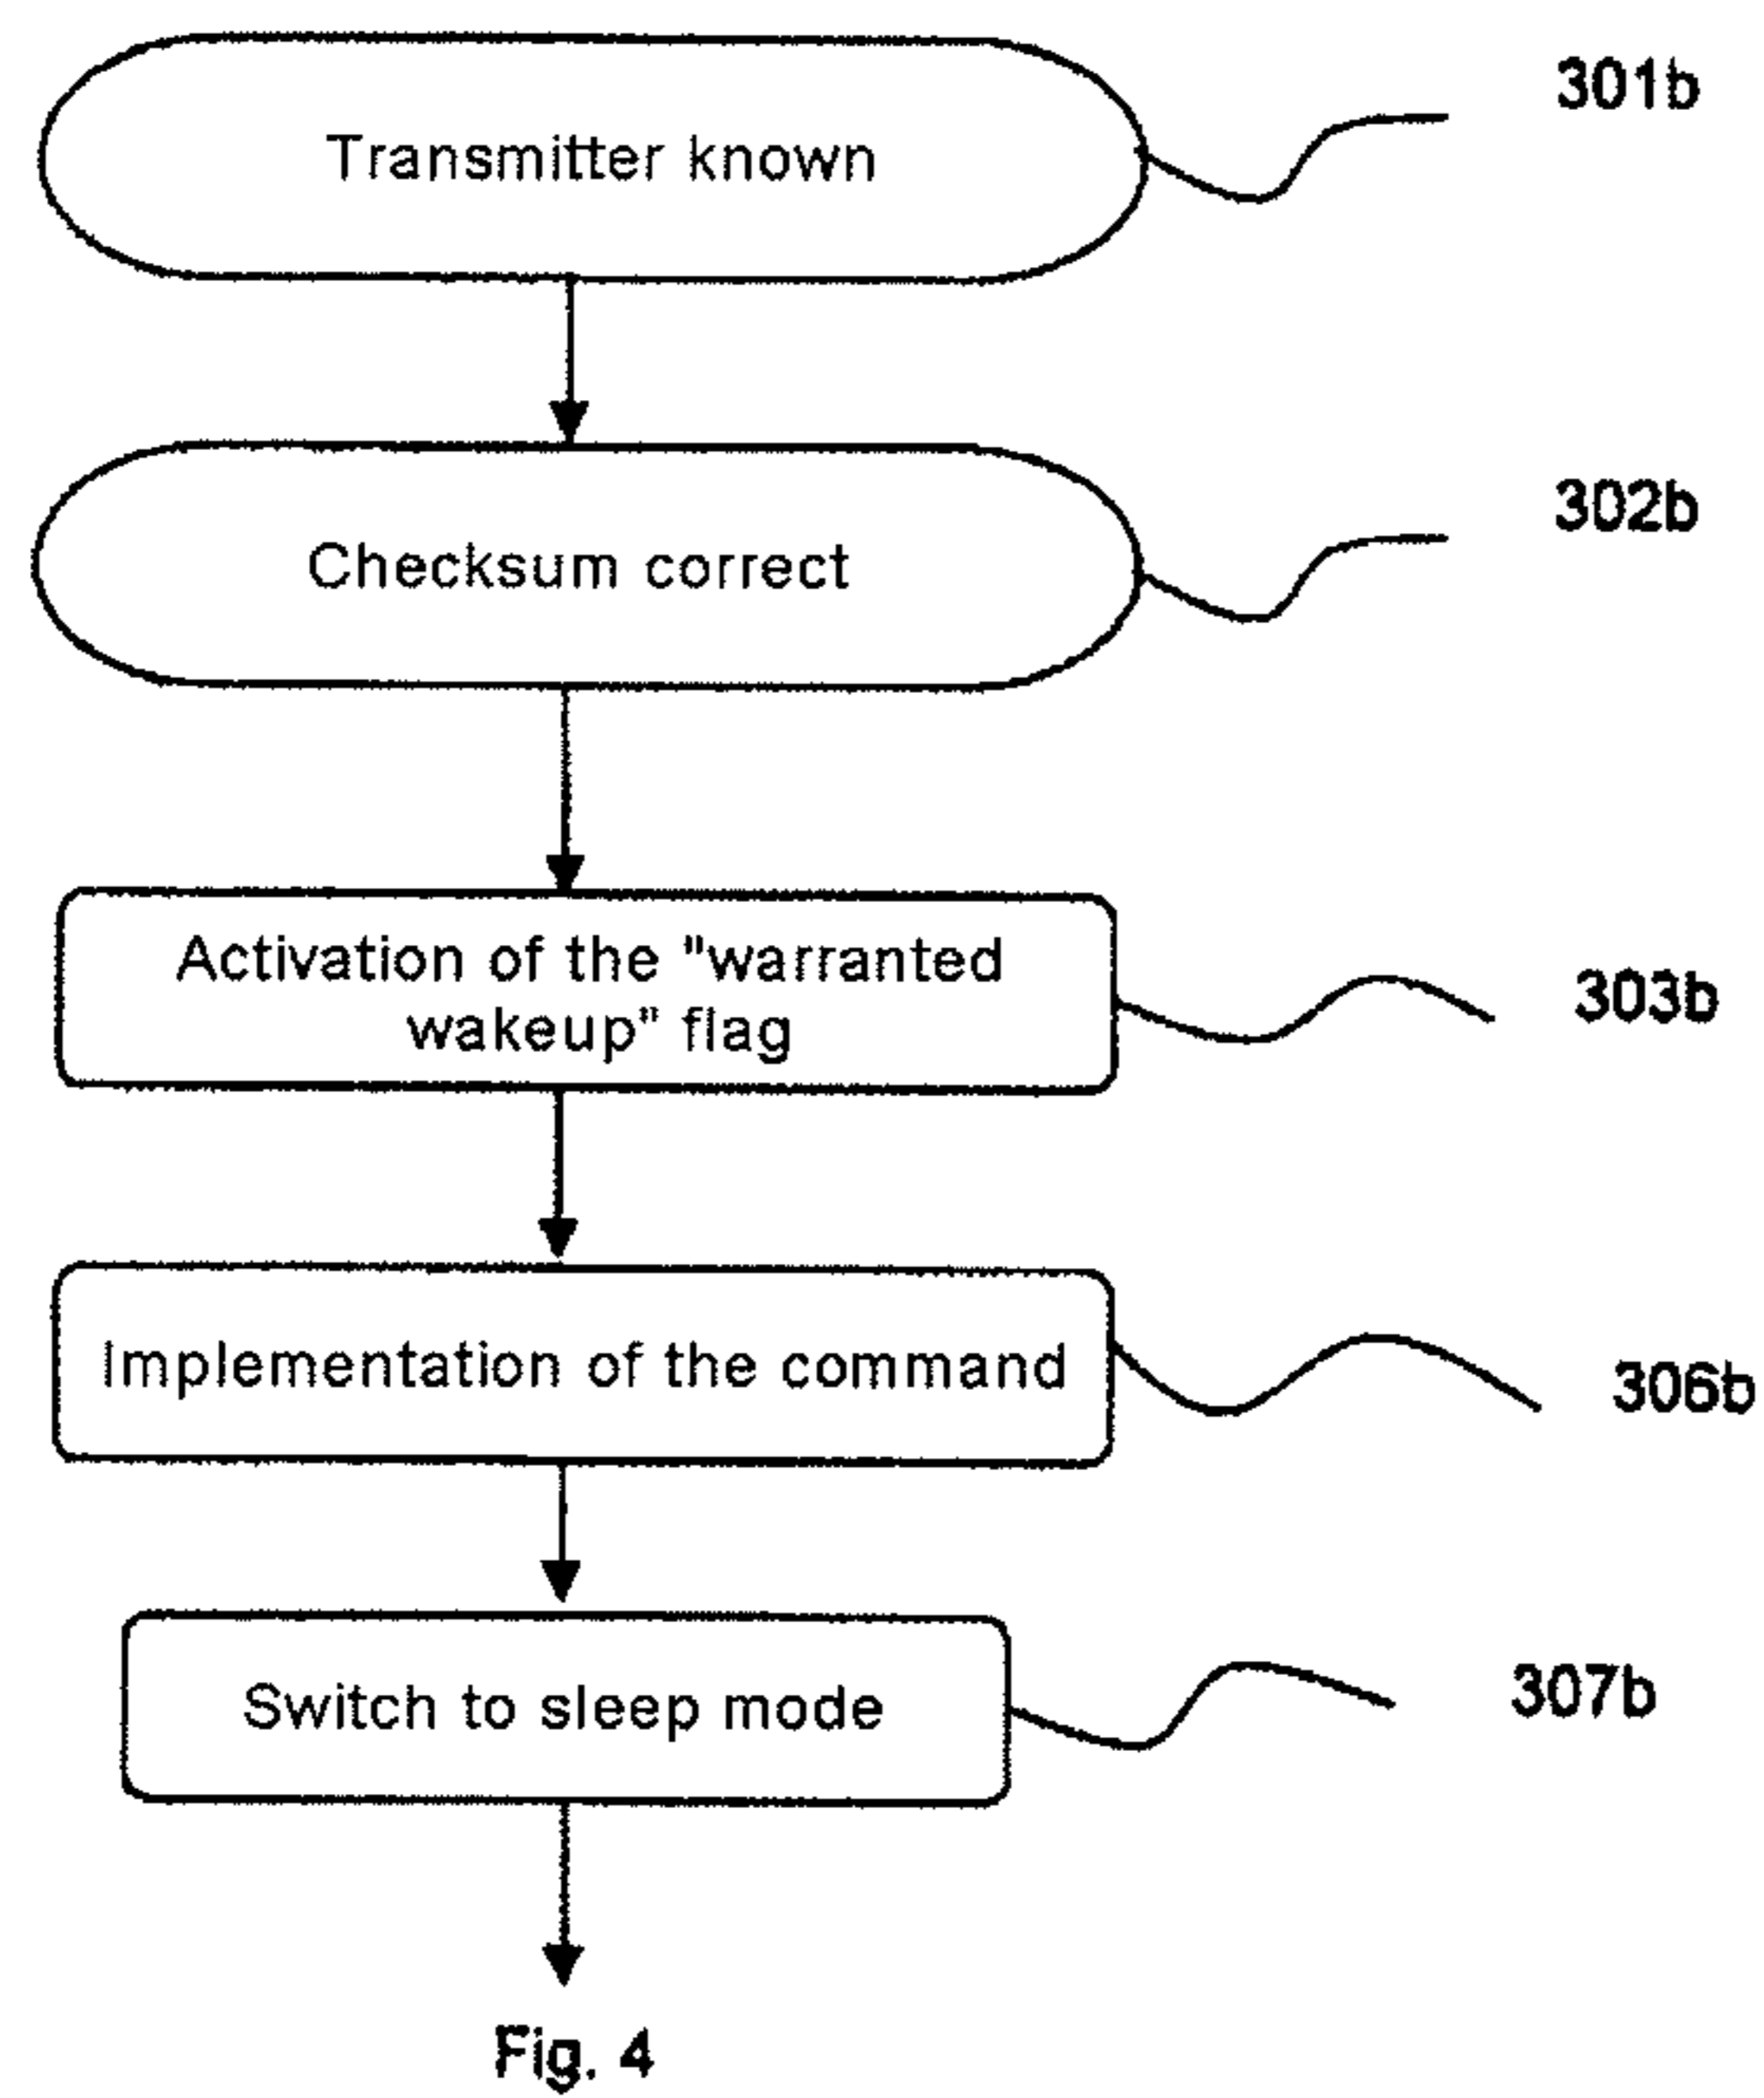 Transmitter known
301b
Checksum correct
302b
Activation of the "warranted
wakeup" flag
303b
Implementation of the command
306b
Switch to sleep mode
307b
Fig. 4